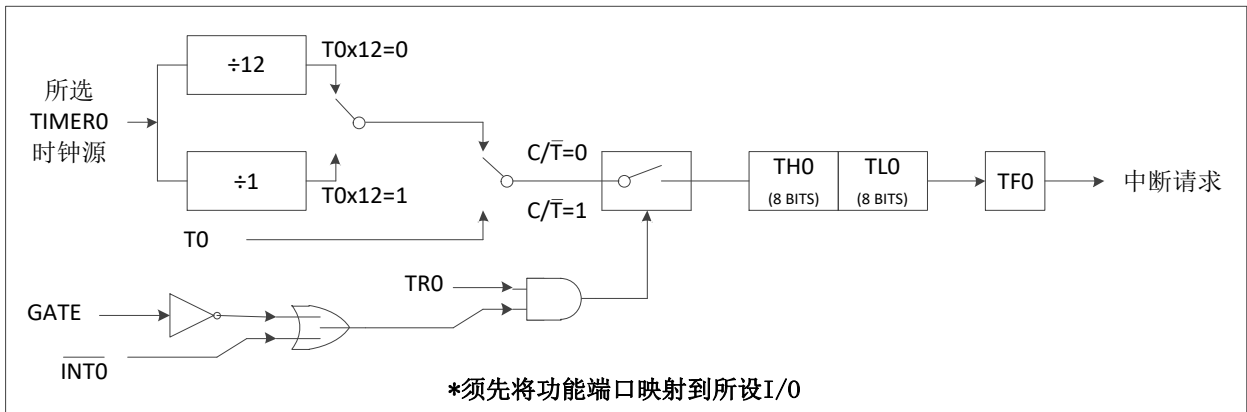 ÷12
T0x12=0
所选
TIMER0
时钟源
÷1
T0x12=1
T0
C/T̅=0
C/T̅=1
TH0
(8 BITS)
TL0
(8 BITS)
TF0
中断请求
TR0
GATE
I̅N̅T̅0̅
*须先将功能端口映射到所设I/O